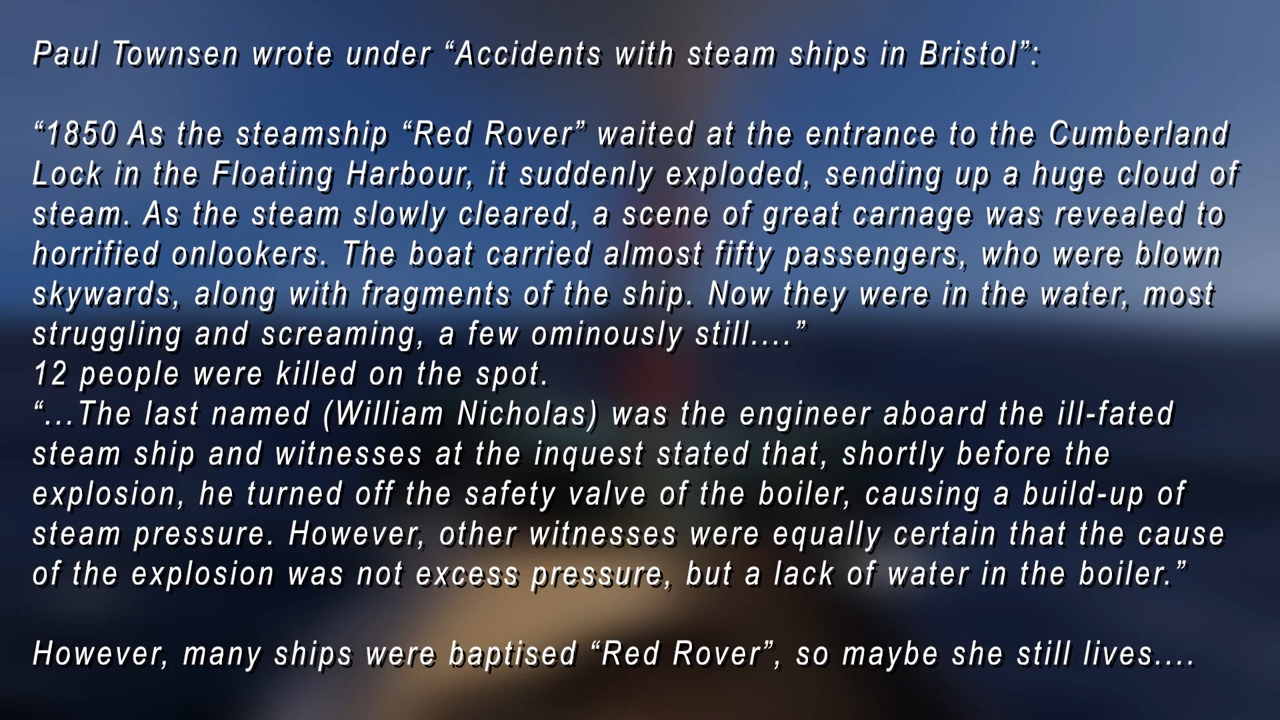 Paul Townsen wrote under “Accidents with steam ships in Bristol”:
“1850 As the steamship “Red Rover” waited at the entrance to the Cumberland
Lock in the Floating Harbour, it suddenly exploded, sending up a huge cloud of
steam. As the steam slowly cleared, a scene of great carnage was revealed to
horrified onlookers. The boat carried almost fifty passengers, who were blown
skywards, along with fragments of the ship. Now they were in the water, most
struggling and screaming, a few ominously still....”
12 people were killed on the spot.
“...The last named (William Nicholas) was the engineer aboard the ill-fated
steam ship and witnesses at the inquest stated that, shortly before the
explosion, he turned off the safety valve of the boiler, causing a build-up of
steam pressure. However, other witnesses were equally certain that the cause
of the explosion was not excess pressure, but a lack of water in the boiler.”
However, many ships were baptised “Red Rover”, so maybe she still lives....